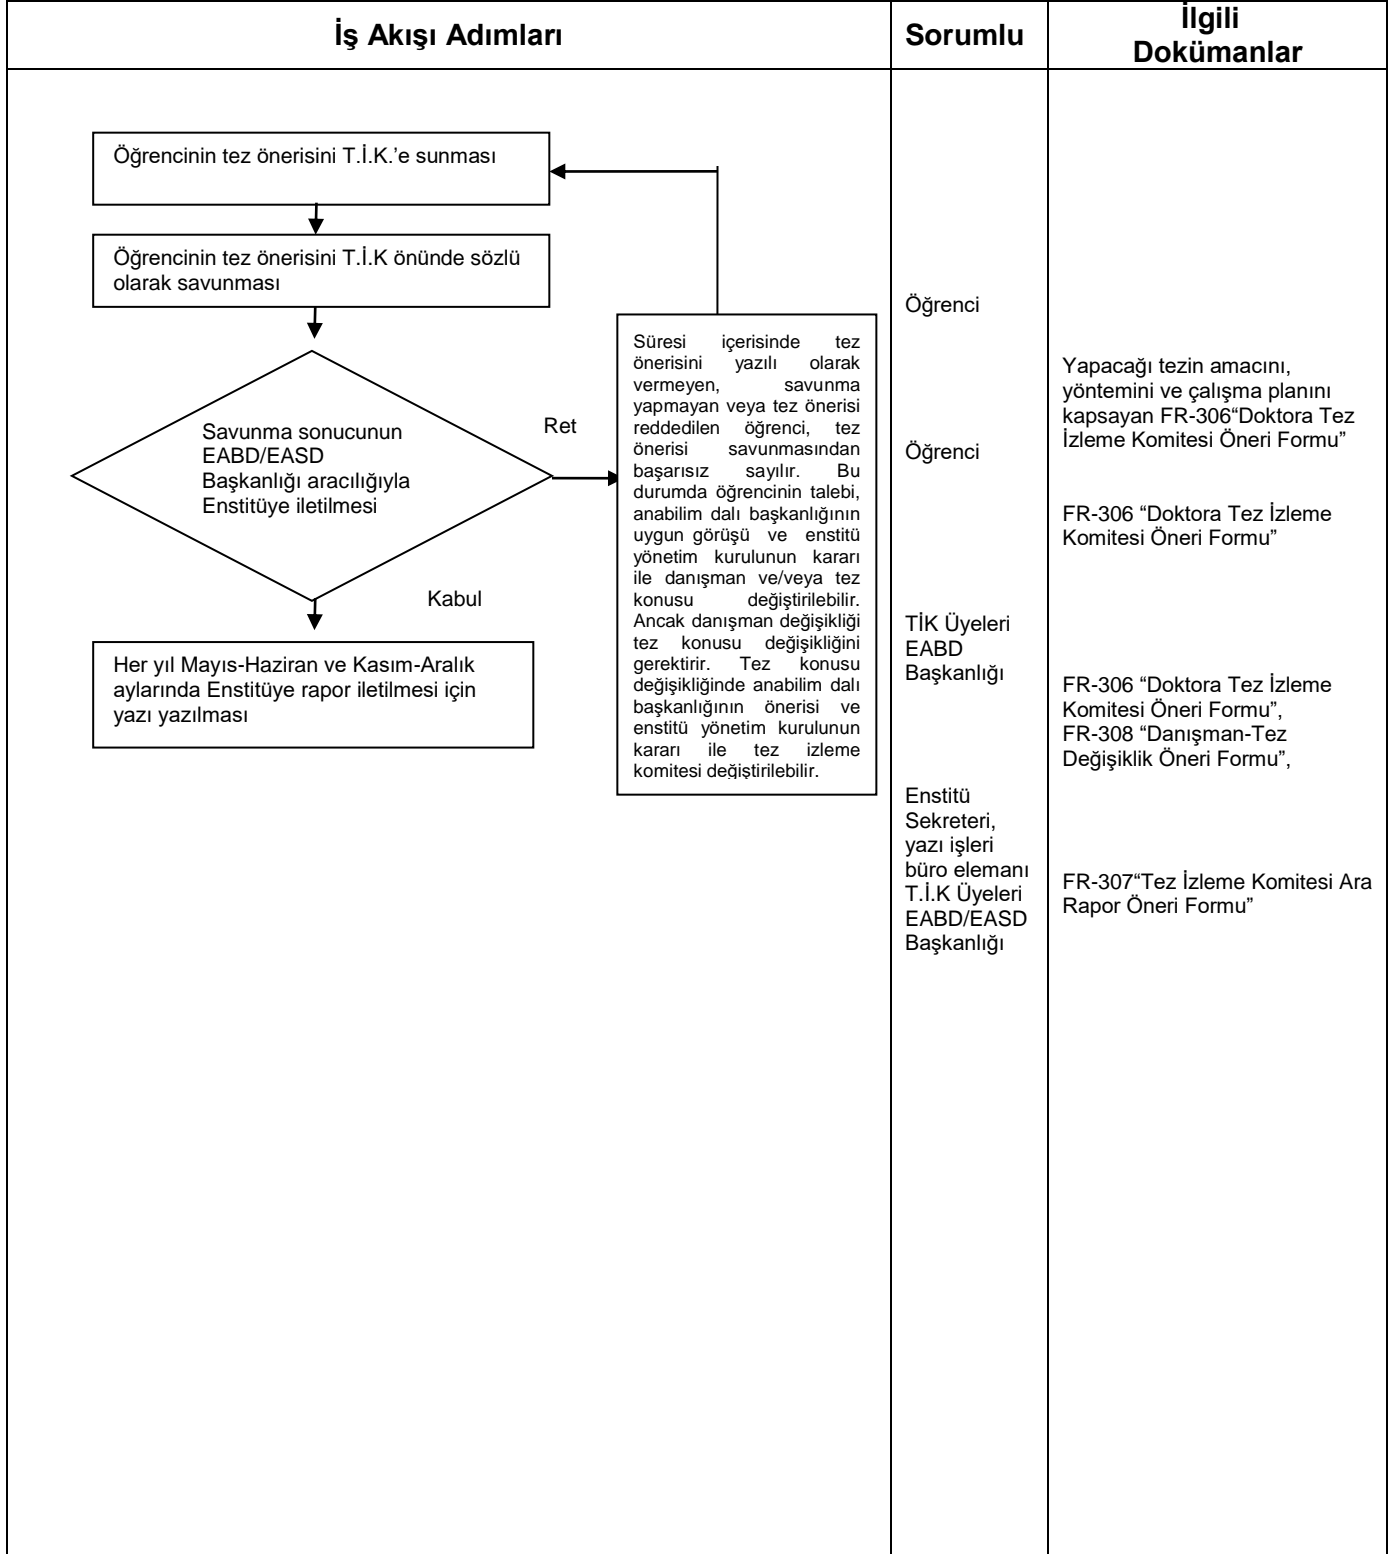 İş Akışı Adımları
Sorumlu
İlgili
Dokümanlar
Öğrencinin tez önerisini T.İ.K.’e sunması
Öğrencinin tez önerisini T.İ.K önünde sözlü
olarak savunması
Savunma sonucunun
EABD/EASD
Başkanlığı aracılığıyla
Enstitüye iletilmesi
Ret
Kabul
Her yıl Mayıs-Haziran ve Kasım-Aralık
aylarında Enstitüye rapor iletilmesi için
yazı yazılması
Süresi içerisinde tez
önerisini yazılı olarak
vermeyen, savunma
yapmayan veya tez önerisi
reddedilen öğrenci, tez
önerisi savunmasından
başarısız sayılır. Bu
durumda öğrencinin talebi,
anabilim dalı başkanlığının
uygun görüşü ve enstitü
yönetim kurulunun kararı
ile danışman ve/veya tez
konusu değiştirilebilir.
Ancak danışman değişikliği
tez konusu değişikliğini
gerektirir. Tez konusu
değişikliğinde anabilim dalı
başkanlığının önerisi ve
enstitü yönetim kurulunun
kararı ile tez izleme
komitesi değiştirilebilir.
Öğrenci
Öğrenci
TİK Üyeleri
EABD
Başkanlığı
Enstitü
Sekreteri,
yazı işleri
büro elemanı
T.İ.K Üyeleri
EABD/EASD
Başkanlığı
Yapacağı tezin amacını,
yöntemini ve çalışma planını
kapsayan FR-306“Doktora Tez
İzleme Komitesi Öneri Formu”
FR-306 “Doktora Tez İzleme
Komitesi Öneri Formu”
FR-306 “Doktora Tez İzleme
Komitesi Öneri Formu”,
FR-308 “Danışman-Tez
Değişiklik Öneri Formu”,
FR-307“Tez İzleme Komitesi Ara
Rapor Öneri Formu”